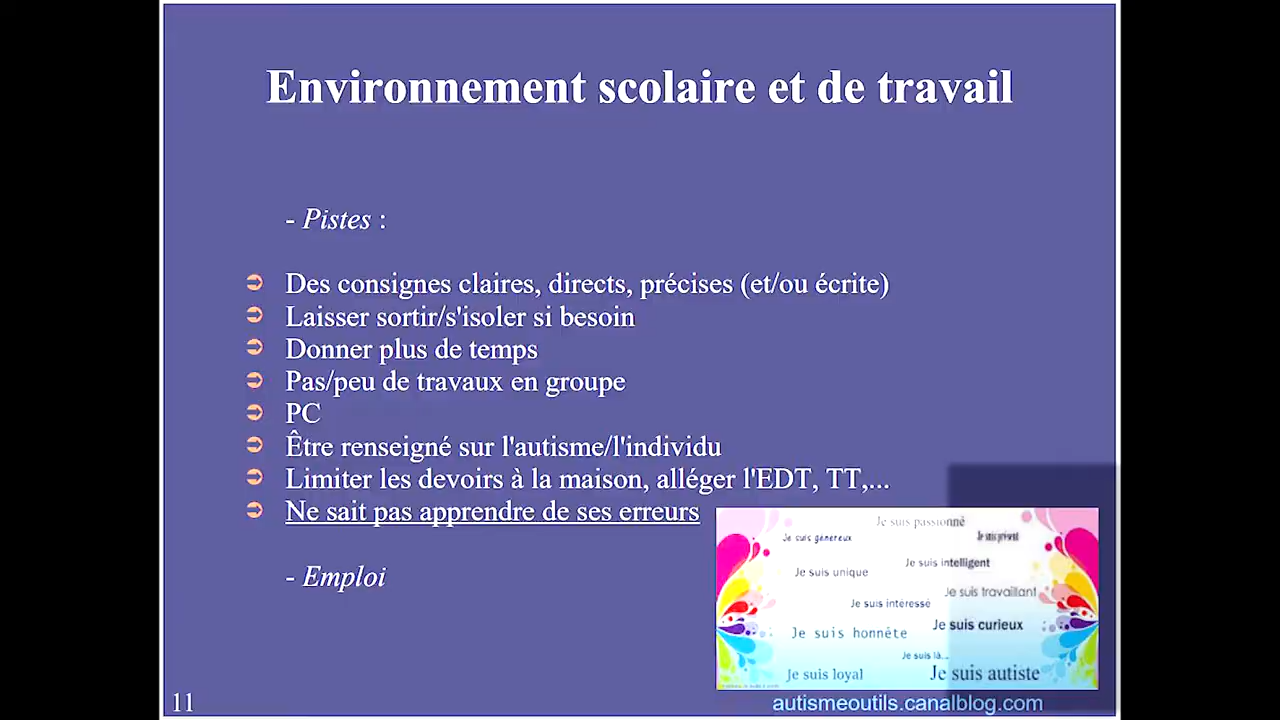 Environnement scolaire et de travail
- Pistes :
Des consignes claires, directs, précises (et/ou écrite)
Laisser sortir/s'isoler si besoin
Donner plus de temps
Pas/peu de travaux en groupe
PC
Être renseigné sur l'autisme/l'individu
Limiter les devoirs à la maison, alléger l'EDT, TT,...
Ne sait pas apprendre de ses erreurs
- Emploi
Je suis passionné
Je suis généreux
Je suis présent
Je suis intelligent
Je suis unique
Je suis travaillant
Je suis intéressé
Je suis curieux
Je suis honnête
Je suis là...
Je suis loyal
Je suis autiste
11
autismeoutils.canalblog.com